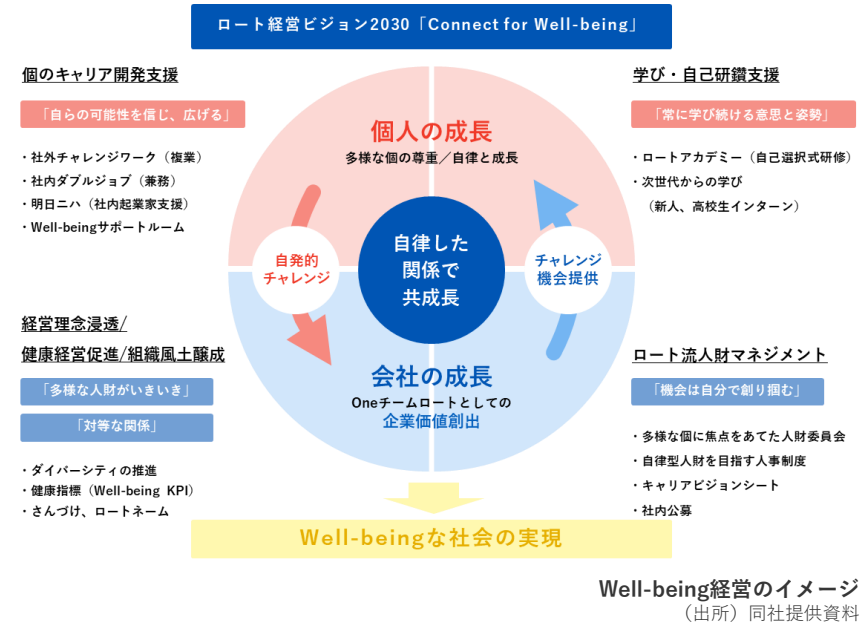 ロート経営ビジョン2030「Connect for Well-being」
個のキャリア開発支援
「自らの可能性を信じ、広げる」
・社外チャレンジワーク（複業）
・社内ダブルジョブ（兼務）
・明日ニハ（社内起業家支援）
・Well-beingサポートルーム
学び・自己研鑽支援
「常に学び続ける意思と姿勢」
・ロートアカデミー（自己選択式研修）
・次世代からの学び
（新人、高校生インターン）
個人の成長
多様な個の尊重／自律と成長
自発的
チャレンジ
自律した
関係で
共成長
チャレンジ
機会提供
会社の成長
Oneチームロートとしての
企業価値創出
経営理念浸透/
健康経営促進/組織風土醸成
「多様な人財がいきいき」
「対等な関係」
・ダイバーシティの推進
・健康指標（Well-being KPI）
・さんづけ、ロートネーム
ロート流人財マネジメント
「機会は自分で創り掴む」
・多様な個に焦点をあてた人財委員会
・自律型人財を目指す人事制度
・キャリアビジョンシート
・社内公募
Well-beingな社会の実現
Well-being経営のイメージ
（出所）同社提供資料